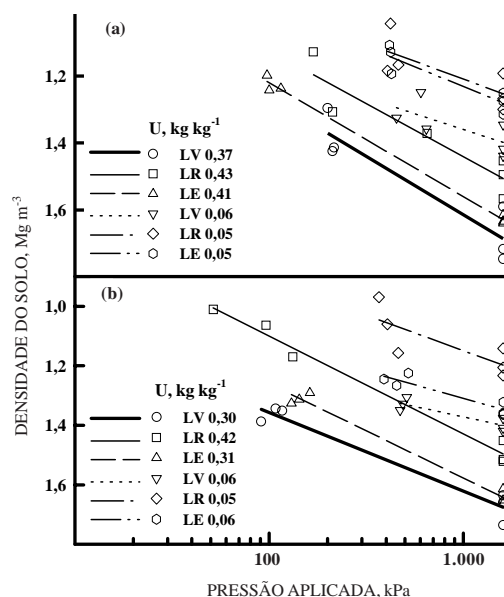 (a)
1,2
1,4
1,6
U, kg kg⁻¹
LV 0,37
LR 0,43
LE 0,41
LV 0,06
LR 0,05
LE 0,05
DENSIDADE DO SOLO, Mg m⁻³
(b)
1,0
1,2
1,4
1,6
U, kg kg⁻¹
LV 0,30
LR 0,42
LE 0,31
LV 0,06
LR 0,05
LE 0,06
100
1.000
PRESSÃO APLICADA, kPa